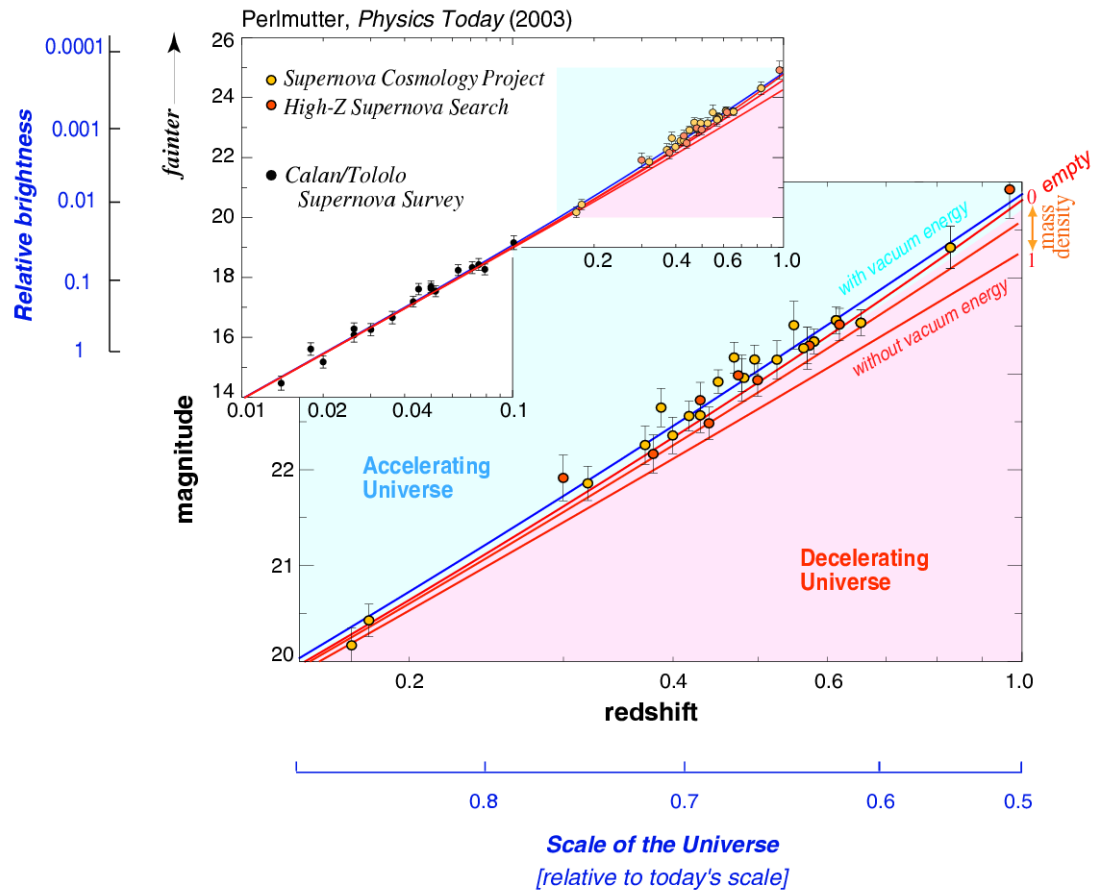 Perlmutter, Physics Today (2003)
0.0001
0.001
0.01
0.1
1
Relative brightness
fainter
magnitude
26
24
22
20
18
16
14
0.01
0.02
0.04
0.1
0.2
0.4
0.6
1.0
Supernova Cosmology Project
High-Z Supernova Search
Calan/Tololo
Supernova Survey
22
21
20
Accelerating
Universe
Decelerating
Universe
with vacuum energy
without vacuum energy
0
empty
mass
density
1
0.2
0.4
0.6
1.0
redshift
0.8
0.7
0.6
0.5
Scale of the Universe
[relative to today's scale]